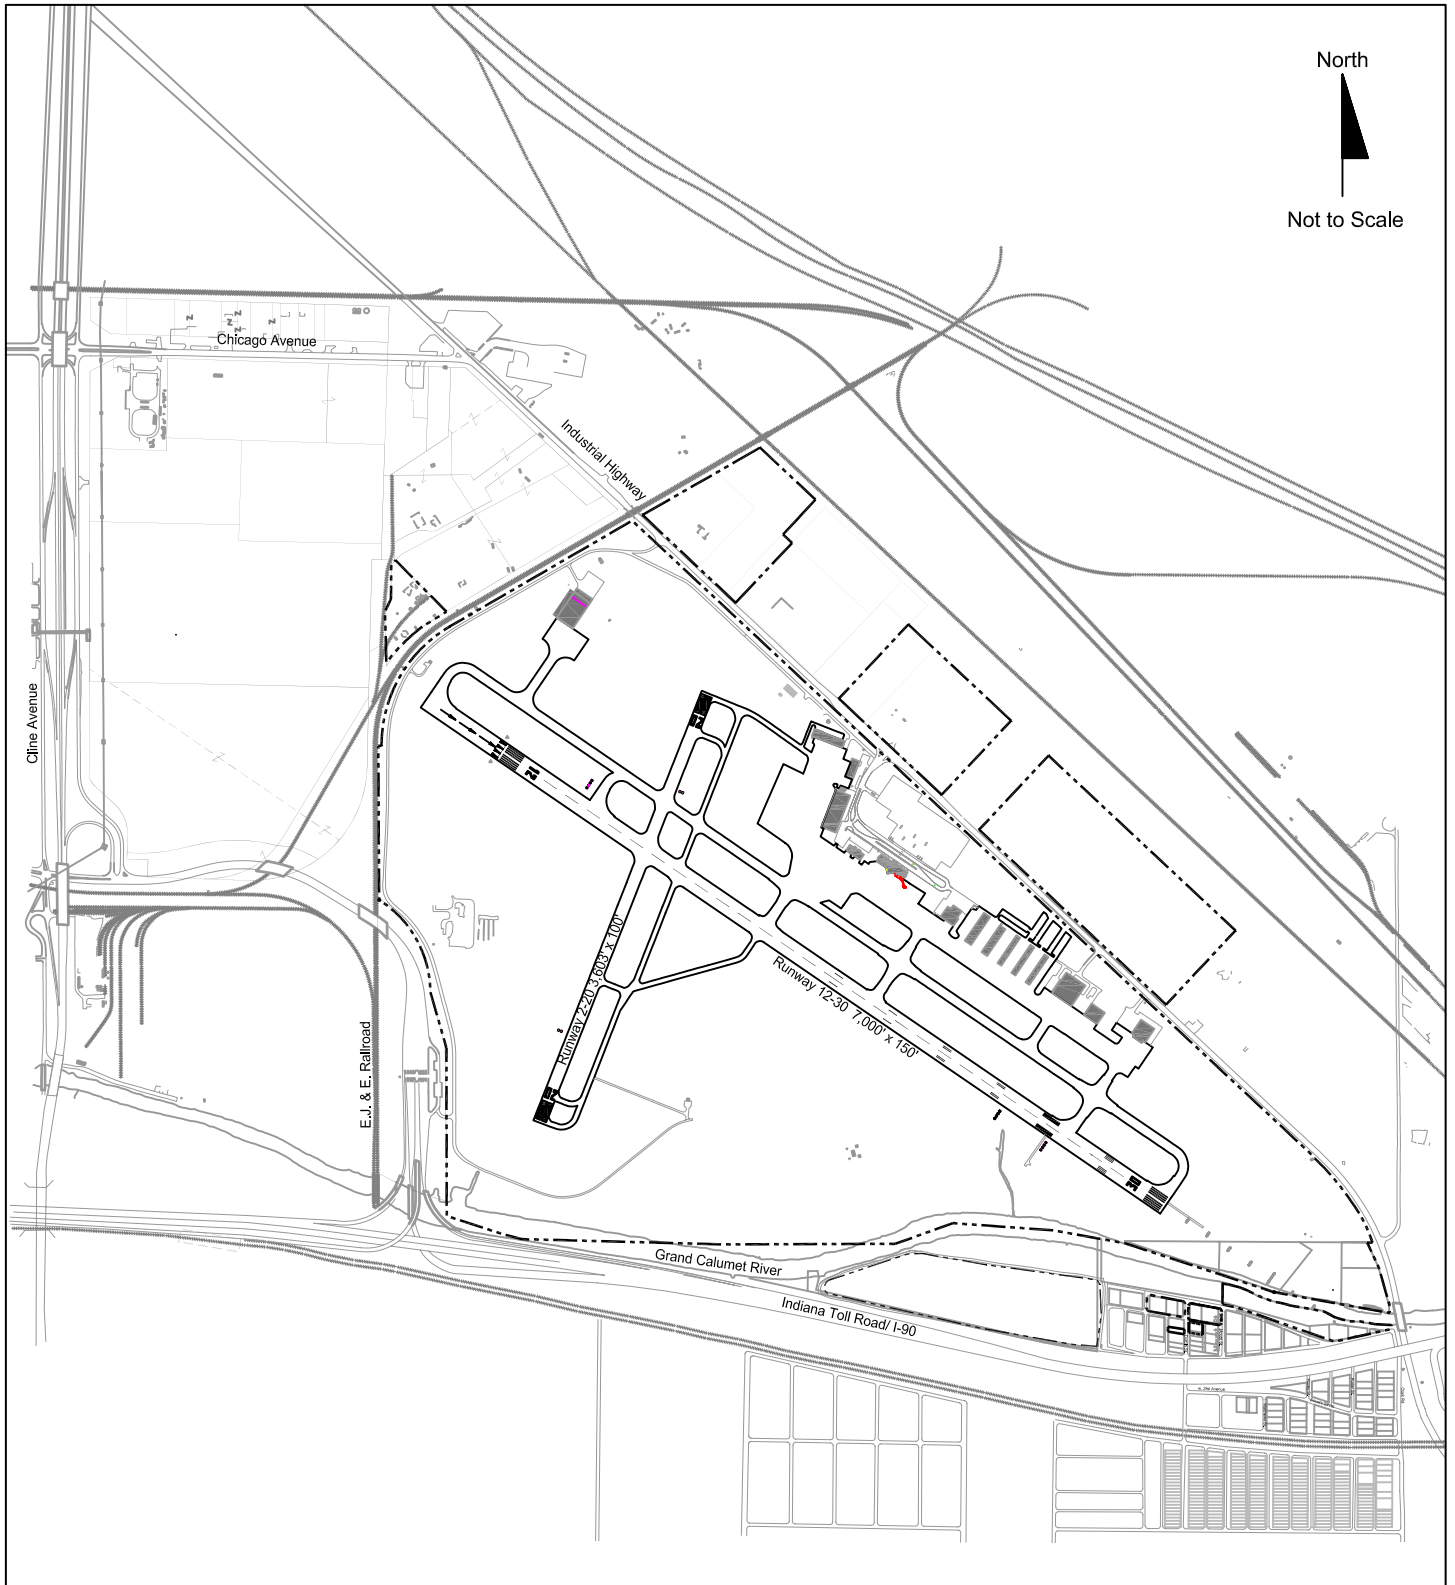 North
Not to Scale
Chicago Avenue
Industrial Highway
Cline Avenue
Runway 2-20 3,603' x 100'
Runway 12-30 7,000' x 150'
E.J. & E. Railroad
Grand Calumet River
Indiana Toll Road/ I-90
12
20
30